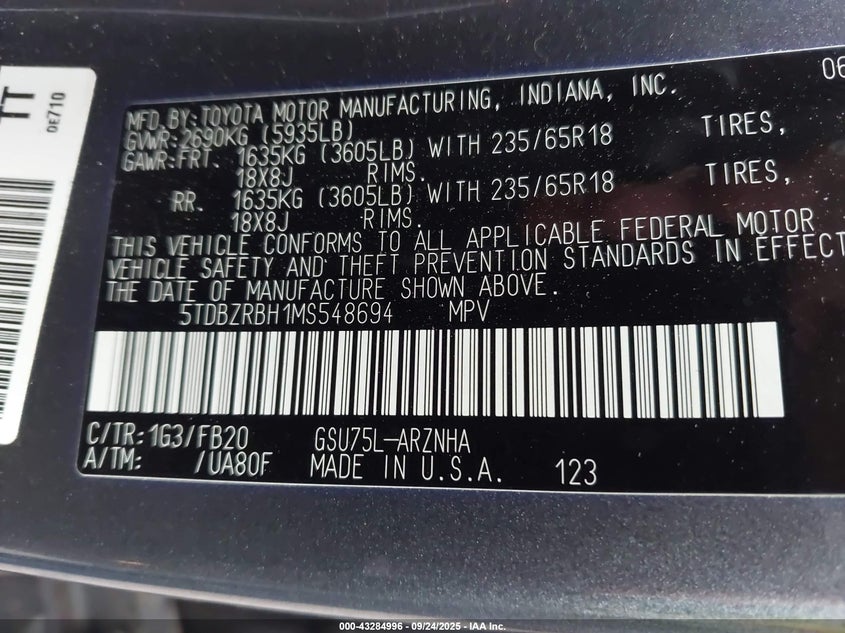 TT
0E710
06
MFD. BY: TOYOTA MOTOR MANUFACTURING, INDIANA, INC.
GVWR: 2690KG (5935LB)
GAWR: FRT. 1635KG (3605LB) WITH 235/65R18 TIRES,
18X8J RIMS.
RR. 1635KG (3605LB) WITH 235/65R18 TIRES,
18X8J RIMS.
THIS VEHICLE CONFORMS TO ALL APPLICABLE FEDERAL MOTOR
VEHICLE SAFETY AND THEFT PREVENTION STANDARDS IN EFFECT
THE DATE OF MANUFACTURE SHOWN ABOVE.
5TDBZRBH1MS548694 MPV
C/TR: 1G3/FB20 GSU75L-ARZNHA
A/TM: /UA80F MADE IN U.S.A. 123
000-43284996 - 09/24/2025 - IAA Inc.